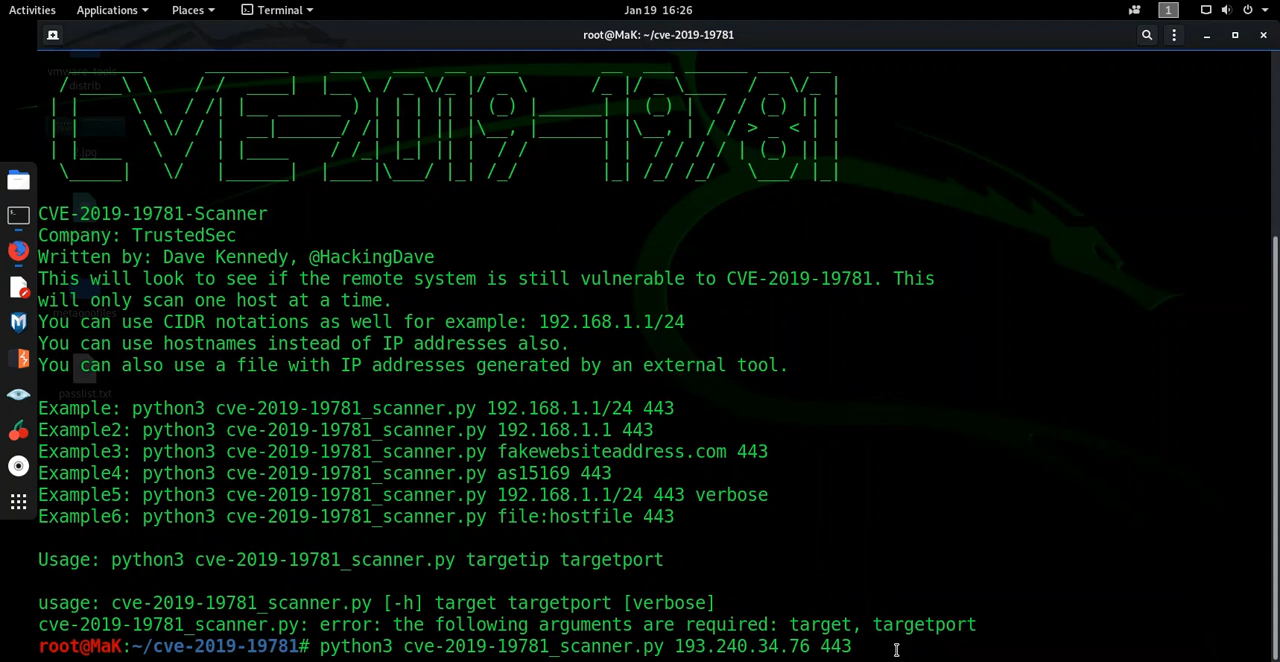 Activities Applications Places Terminal Jan 19 16:26 1
root@MaK: ~/cve-2019-19781
vmware-tools
distrib
CVE-2019-19781
CVE-2019-19781-Scanner
Company: TrustedSec
Written by: Dave Kennedy, @HackingDave
This will look to see if the remote system is still vulnerable to CVE-2019-19781. This
will only scan one host at a time.
You can use CIDR notations as well for example: 192.168.1.1/24
You can use hostnames instead of IP addresses also.
You can also use a file with IP addresses generated by an external tool.
passlist.txt
Example: python3 cve-2019-19781_scanner.py 192.168.1.1/24 443
Example2: python3 cve-2019-19781_scanner.py 192.168.1.1 443
Example3: python3 cve-2019-19781_scanner.py fakewebsiteaddress.com 443
Example4: python3 cve-2019-19781_scanner.py as15169 443
Example5: python3 cve-2019-19781_scanner.py 192.168.1.1/24 443 verbose
Example6: python3 cve-2019-19781_scanner.py file:hostfile 443
Usage: python3 cve-2019-19781_scanner.py targetip targetport
usage: cve-2019-19781_scanner.py [-h] target targetport [verbose]
cve-2019-19781_scanner.py: error: the following arguments are required: target, targetport
root@MaK:~/cve-2019-19781# python3 cve-2019-19781_scanner.py 193.240.34.76 443